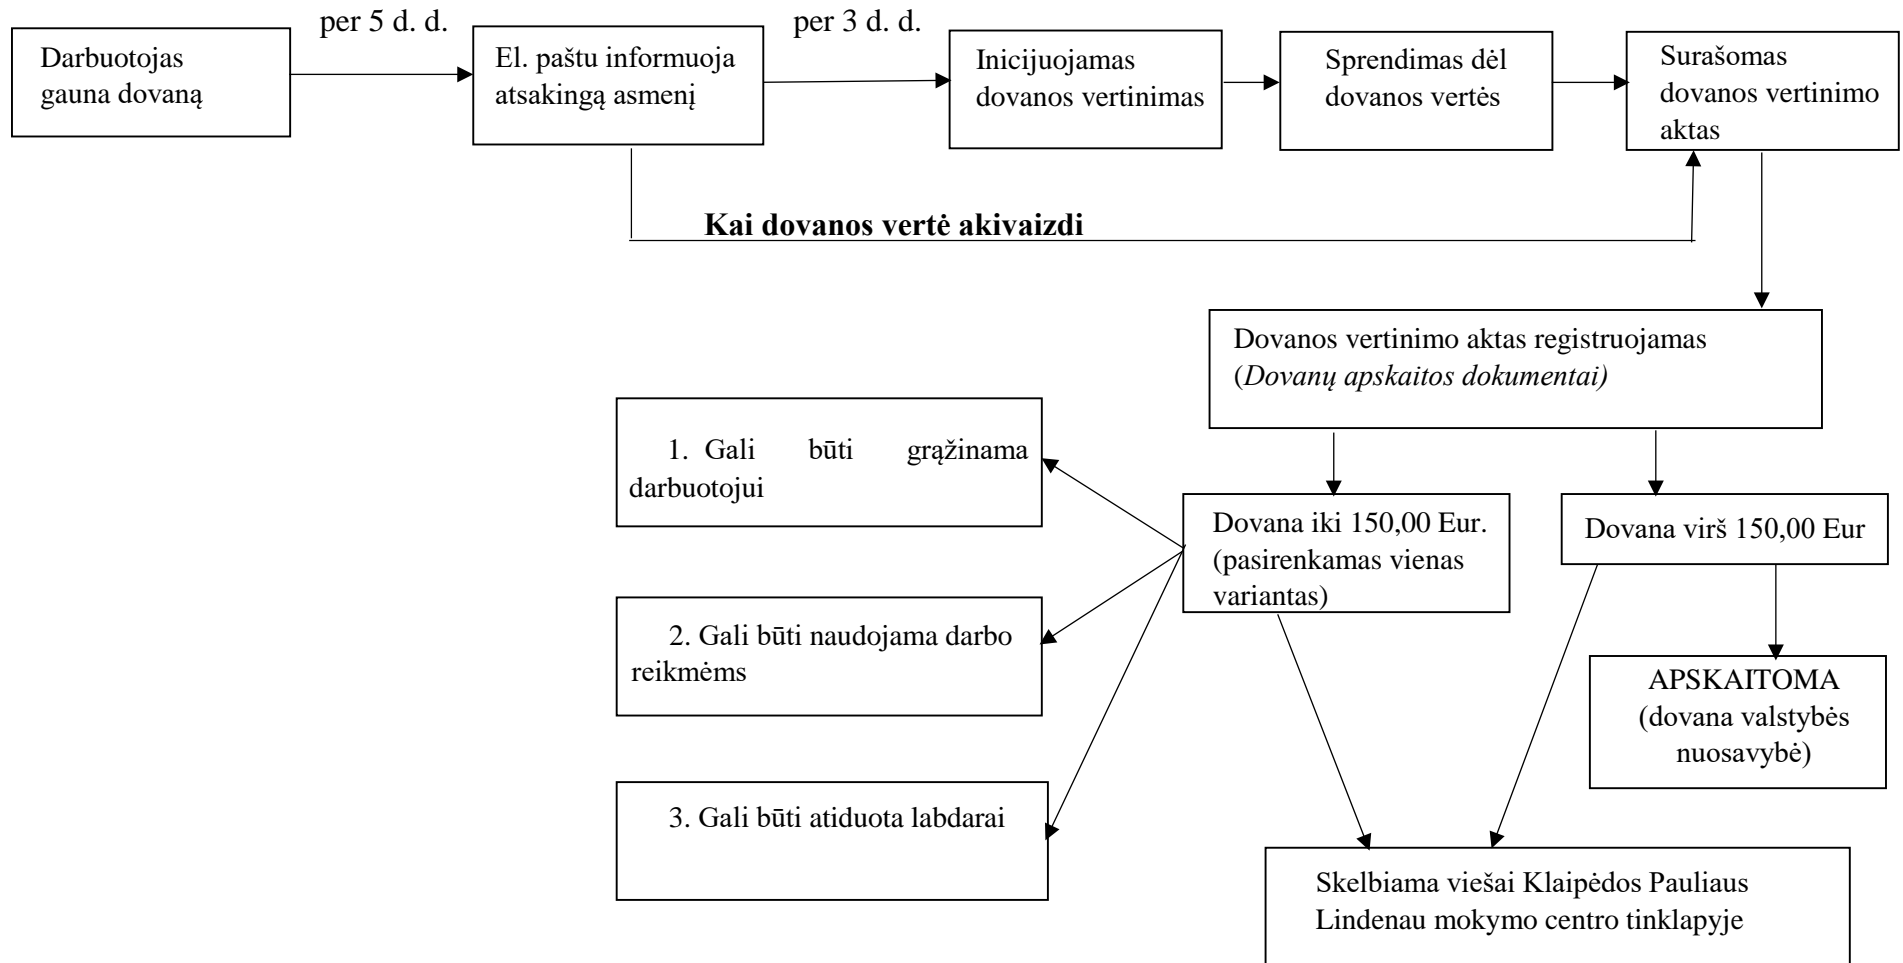 per 5 d. d.
per 3 d. d.
Darbuotojas
gauna dovaną
El. paštu informuoja
atsakingą asmenį
Inicijuojamas
dovanos vertinimas
Sprendimas dėl
dovanos vertės
Surašomas
dovanos vertinimo
aktas
Kai dovanos vertė akivaizdi
Dovanos vertinimo aktas registruojamas
(Dovanų apskaitos dokumentai)
1. Gali būti grąžinama
darbuotojui
Dovana iki 150,00 Eur.
(pasirenkamas vienas
variantas)
Dovana virš 150,00 Eur
2. Gali būti naudojama darbo
reikmėms
APSKAITOMA
(dovana valstybės
nuosavybė)
3. Gali būti atiduota labdarai
Skelbiama viešai Klaipėdos Pauliaus
Lindenau mokymo centro tinklapyje